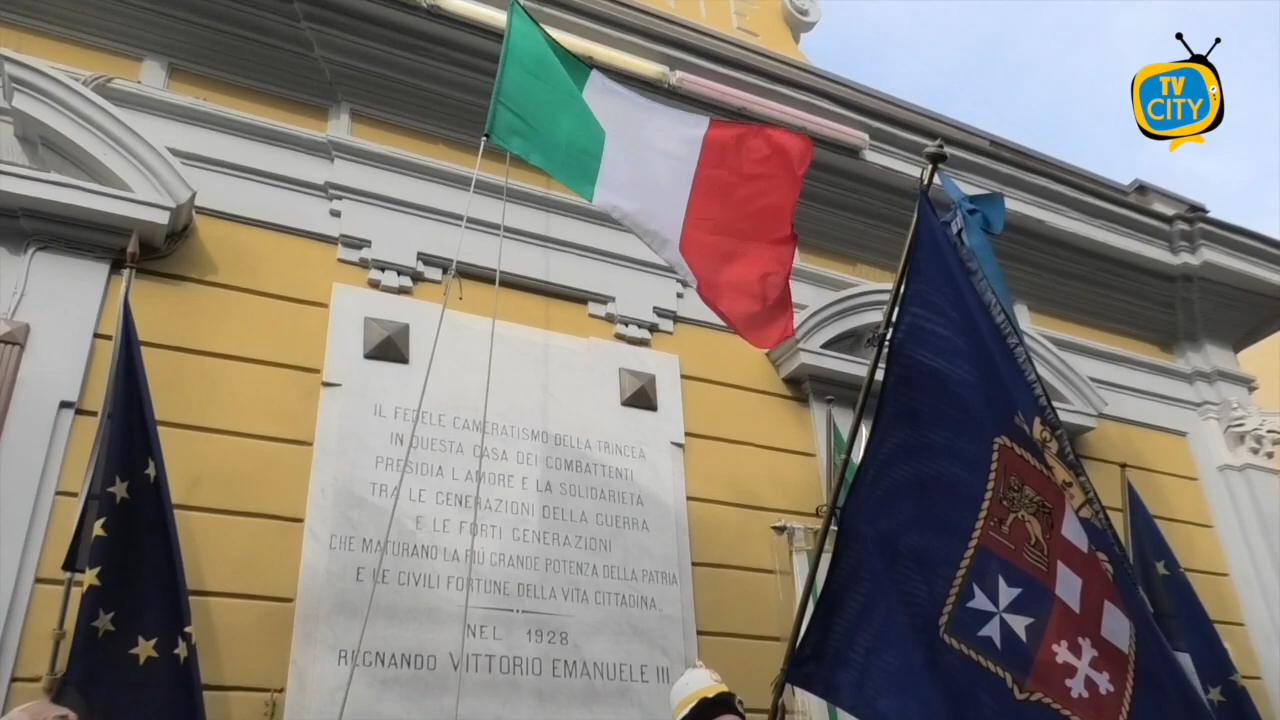 TV
CITY
IL FEDELE CAMERATISMO DELLA TRINCEA
IN QUESTA CASA DEI COMBATTENTI
PRESIDIA L'AMORE E LA SOLIDARIETÀ
TRA LE GENERAZIONI DELLA GUERRA
E LE FORTI GENERAZIONI
CHE MATURANO LA PIÙ GRANDE POTENZA DELLA PATRIA
E LE CIVILI FORTUNE DELLA VITA CITTADINA.
NEL 1928
REGNANDO VITTORIO EMANUELE III